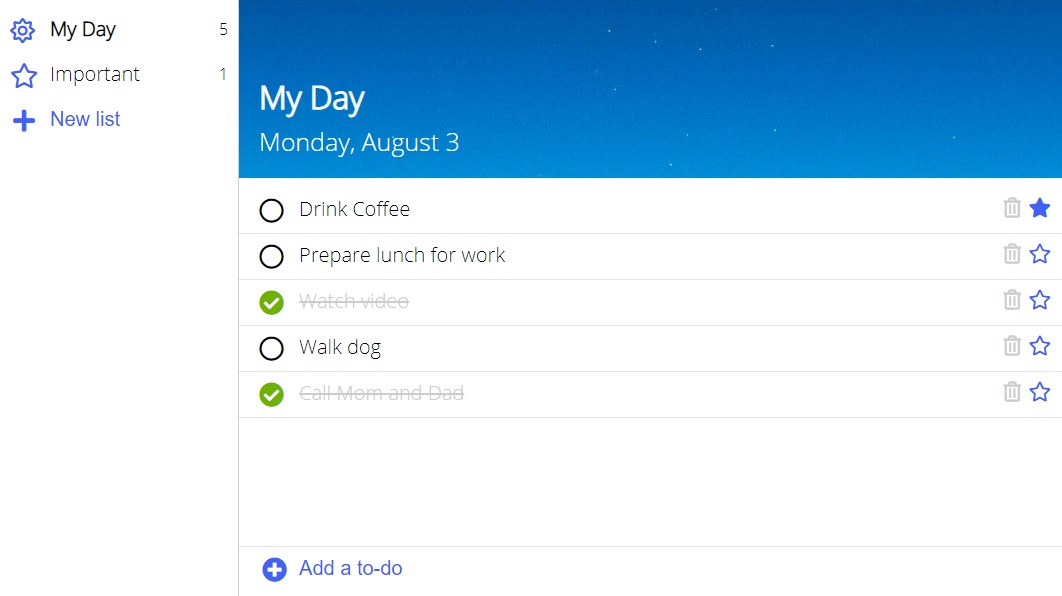 My Day 5
Important 1
New list
My Day
Monday, August 3
Drink Coffee
Prepare lunch for work
Watch video
Walk dog
Call Mom and Dad
Add a to-do